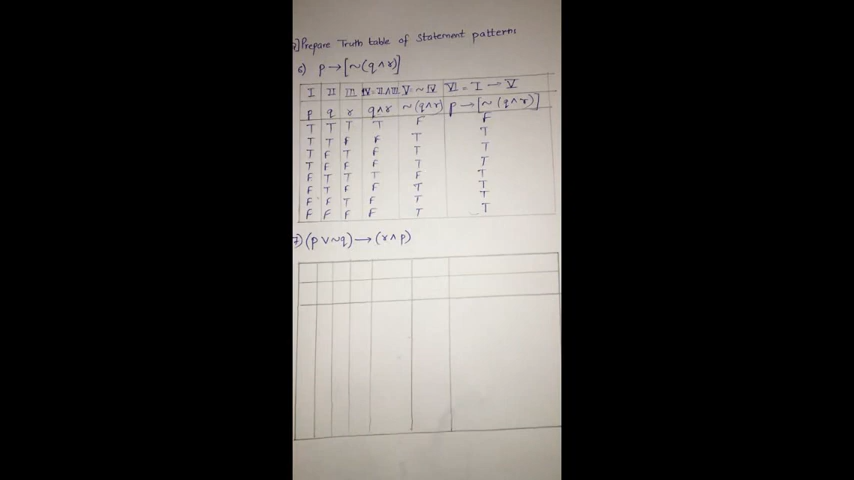 Prepare Truth table of Statement patterns
6) p→[~(q∧r)]
I II III IV=II∧III V=~IV VI = I → V
p q r q∧r ~(q∧r) p→[~(q∧r)]
T T T T F F
T T F F T T
T F T F T T
T F F F T T
F T T T F T
F T F F T T
F F T F T T
F F F F T T
7) (p∨~q)→(r∧p)